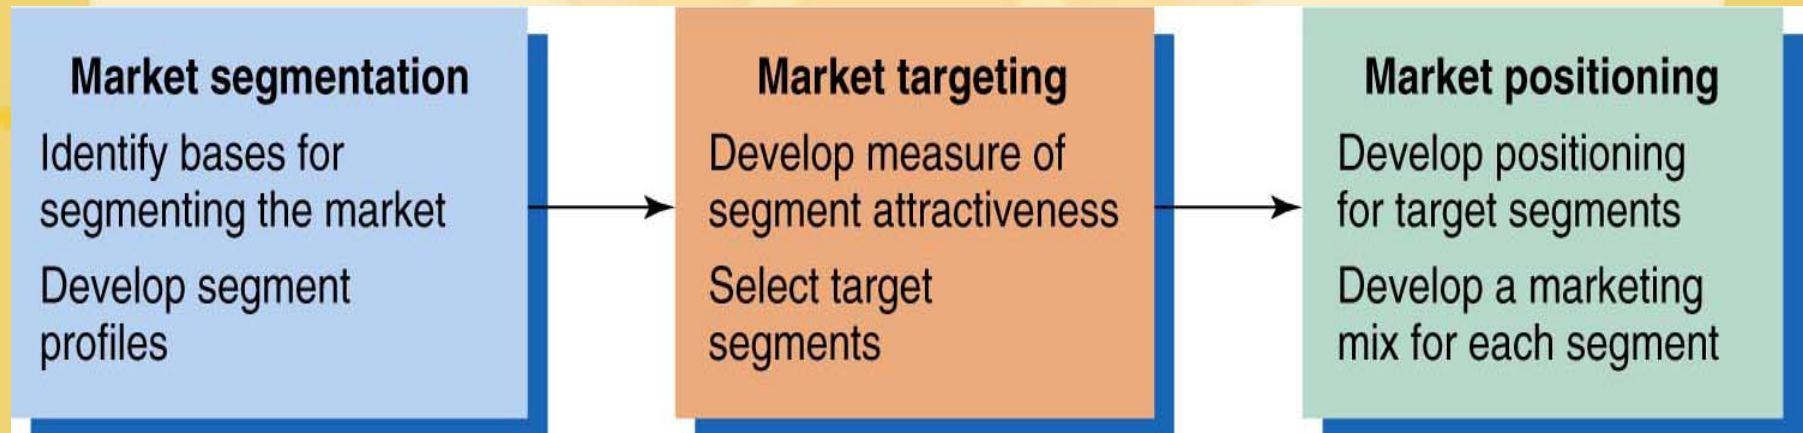 Market segmentation
Identify bases for
segmenting the market
Develop segment
profiles
Market targeting
Develop measure of
segment attractiveness
Select target
segments
Market positioning
Develop positioning
for target segments
Develop a marketing
mix for each segment